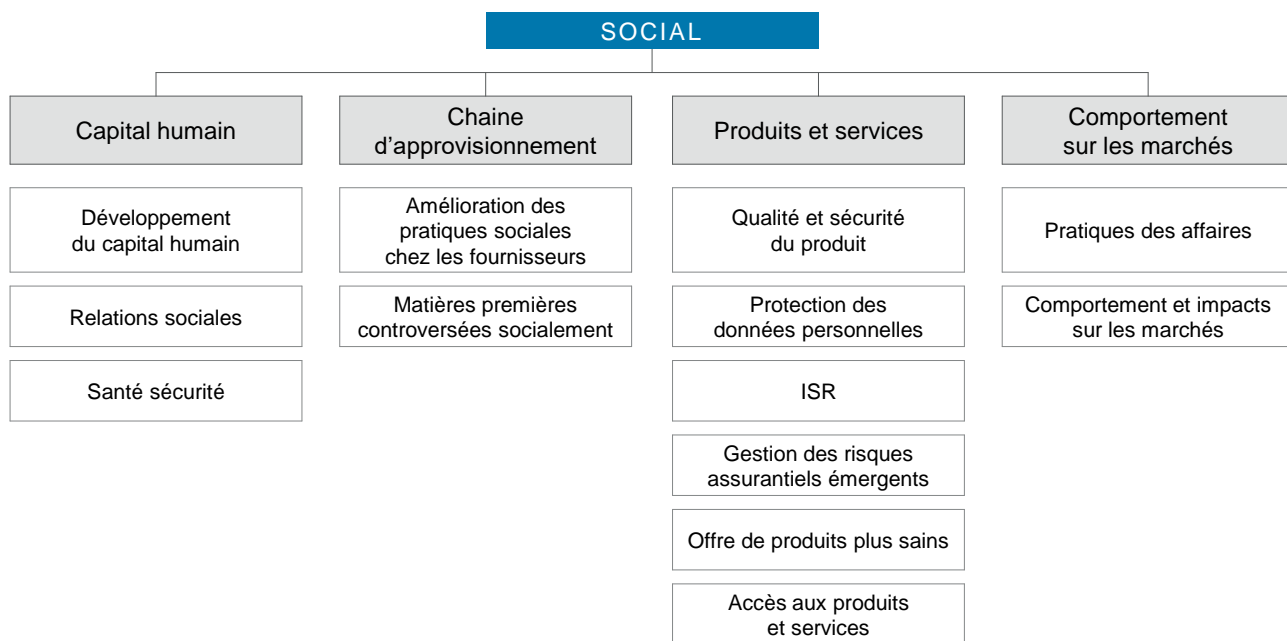 SOCIAL
Capital humain
Chaine
d'approvisionnement
Produits et services
Comportement
sur les marchés
Développement
du capital humain
Amélioration des
pratiques sociales
chez les fournisseurs
Qualité et sécurité
du produit
Pratiques des affaires
Relations sociales
Matières premières
controversées socialement
Protection des
données personnelles
Comportement et impacts
sur les marchés
Santé sécurité
ISR
Gestion des risques
assurantiels émergents
Offre de produits plus sains
Accès aux produits
et services